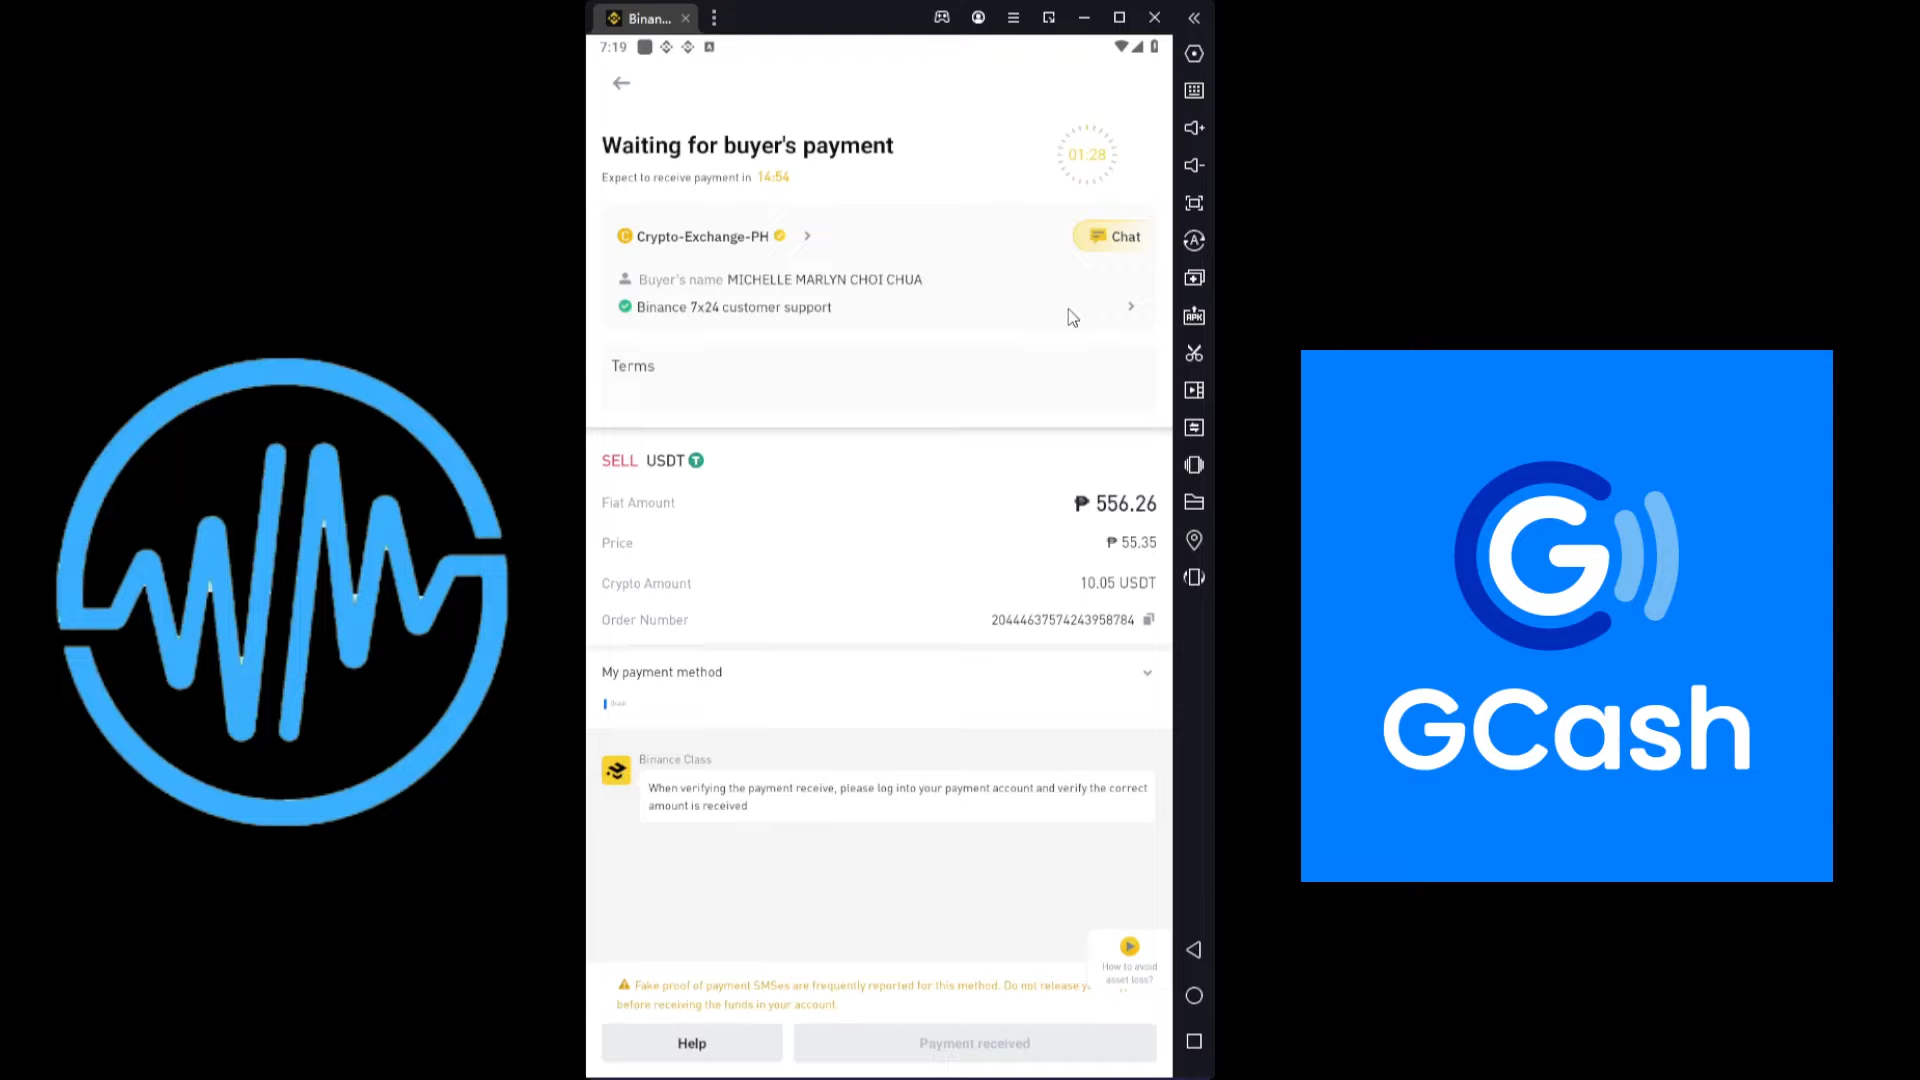 Binan...
7:19
Waiting for buyer's payment
01:28
Expect to receive payment in 14:54
Crypto-Exchange-PH
Chat
Buyer's name MICHELLE MARLYN CHOI CHUA
Binance 7x24 customer support
Terms
SELL USDT
Fiat Amount ₱ 556.26
Price ₱ 55.35
Crypto Amount 10.05 USDT
Order Number 20444637574243958784
My payment method
Binance Class
When verifying the payment receive, please log into your payment account and verify the correct
amount is received
How to avoid
asset loss?
Fake proof of payment SMSes are frequently reported for this method. Do not release
before receiving the funds in your account.
Help
Payment received
APK
WM
G
GCash